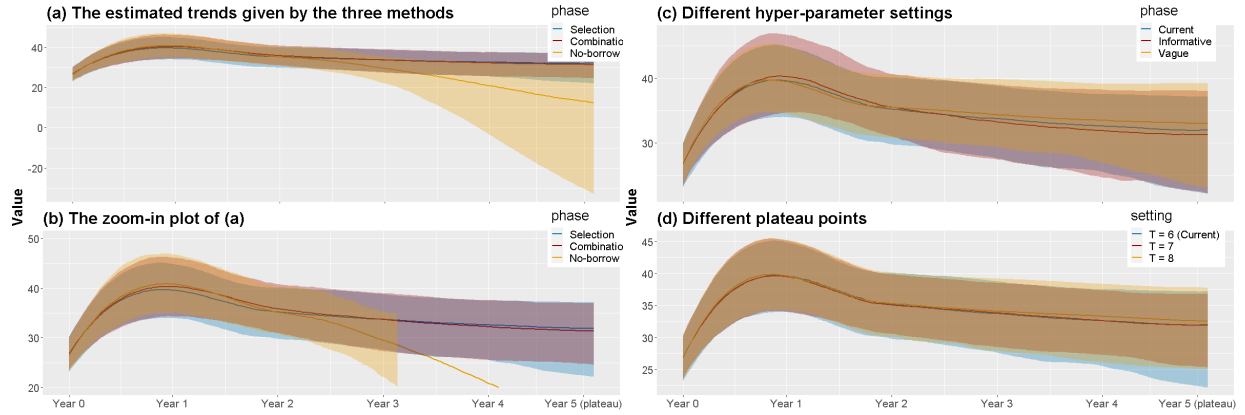 (a) The estimated trends given by the three methods
phase
Selection
Combinatio
No-borrow
40
20
0
-20
Value
(b) The zoom-in plot of (a)
phase
Selection
Combinatio
No-borrow
50
40
30
20
Year 0
Year 1
Year 2
Year 3
Year 4
Year 5 (plateau)
(c) Different hyper-parameter settings
phase
Current
Informative
Vague
40
30
Value
(d) Different plateau points
setting
T = 6 (Current)
T = 7
T = 8
45
40
35
30
25
Year 0
Year 1
Year 2
Year 3
Year 4
Year 5 (plateau)